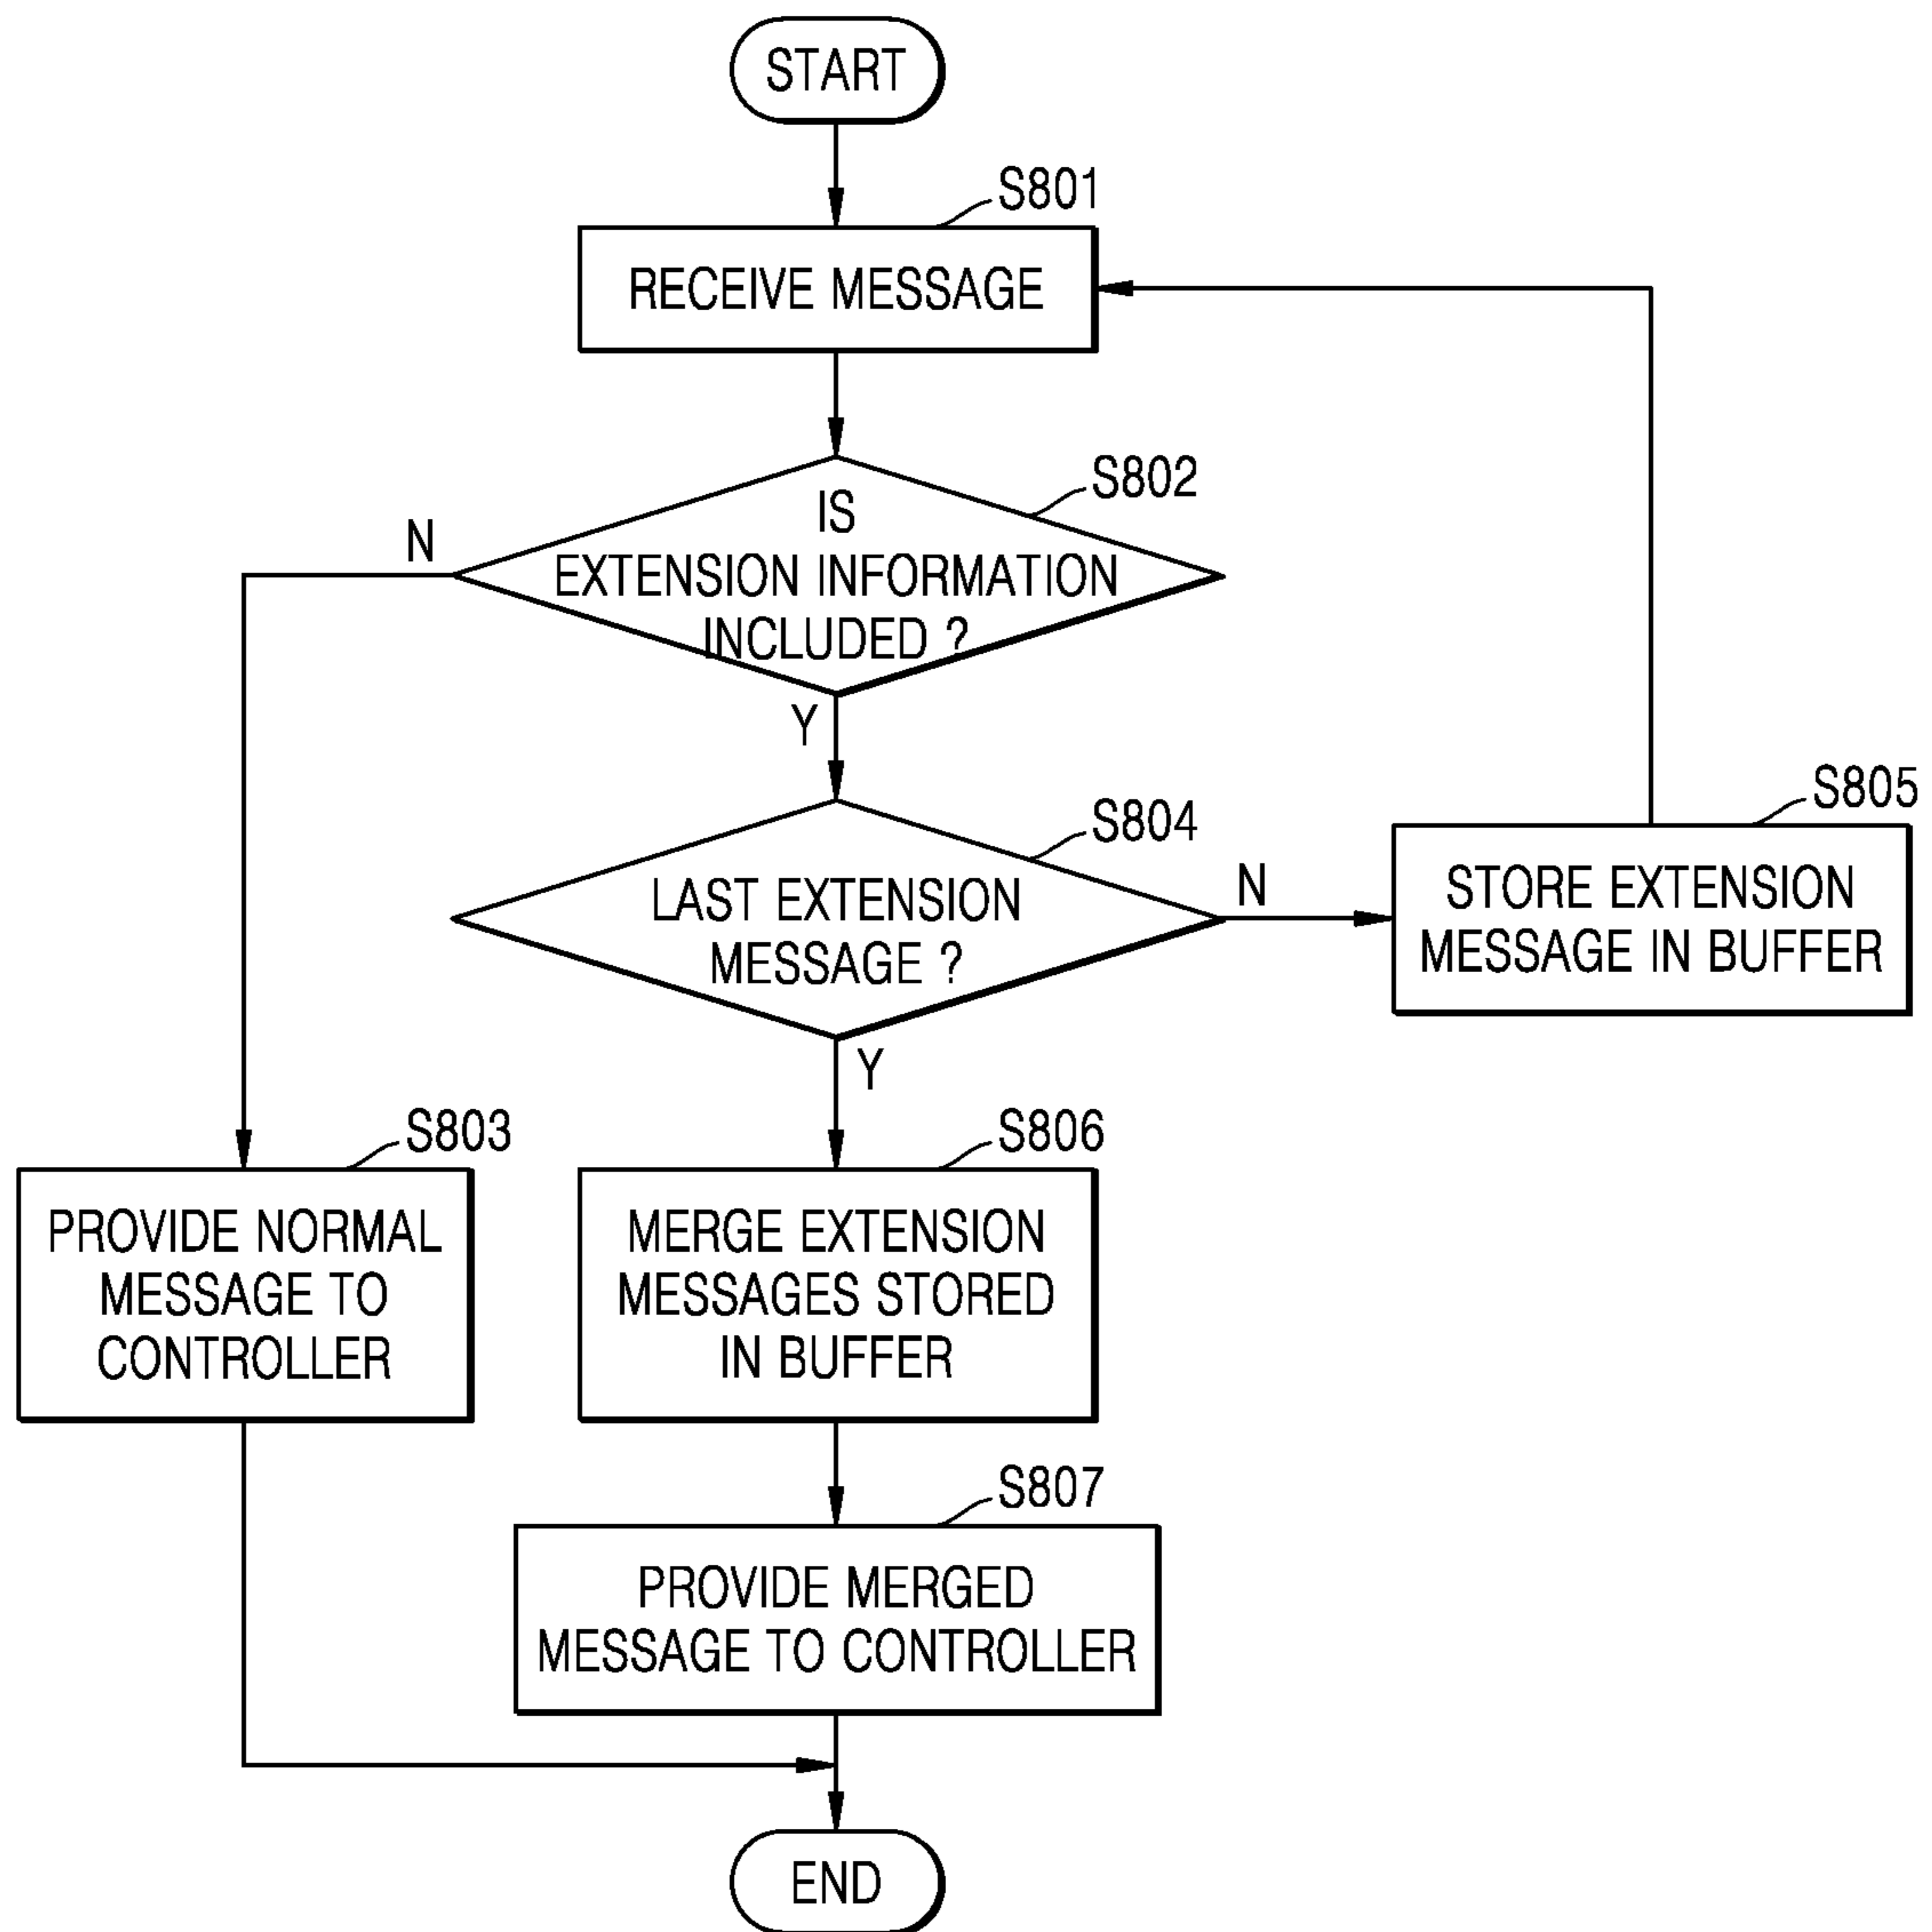 START
S801
RECEIVE MESSAGE
S802
IS
EXTENSION INFORMATION
INCLUDED ?
N
Y
S804
LAST EXTENSION
MESSAGE ?
N
S805
STORE EXTENSION
MESSAGE IN BUFFER
Y
S803
PROVIDE NORMAL
MESSAGE TO
CONTROLLER
S806
MERGE EXTENSION
MESSAGES STORED
IN BUFFER
S807
PROVIDE MERGED
MESSAGE TO CONTROLLER
END